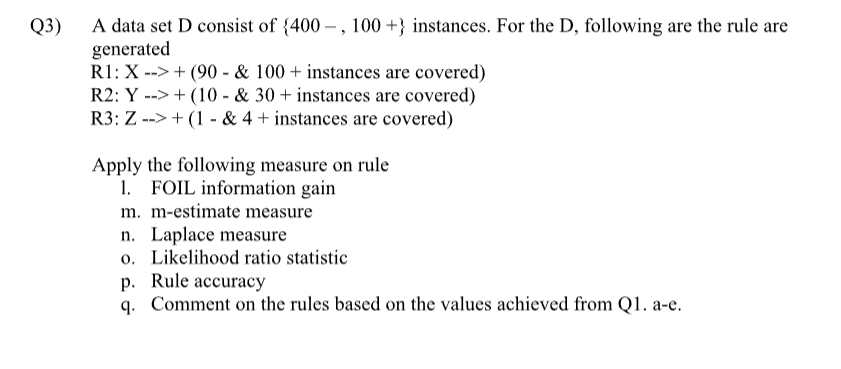 Q3) A data set D consist of {400 – , 100 +} instances. For the D, following are the rule are
generated
R1: X --> + (90 - & 100 + instances are covered)
R2: Y --> + (10 - & 30 + instances are covered)
R3: Z --> + (1 - & 4 + instances are covered)
Apply the following measure on rule
l. FOIL information gain
m. m-estimate measure
n. Laplace measure
o. Likelihood ratio statistic
p. Rule accuracy
q. Comment on the rules based on the values achieved from Q1. a-e.